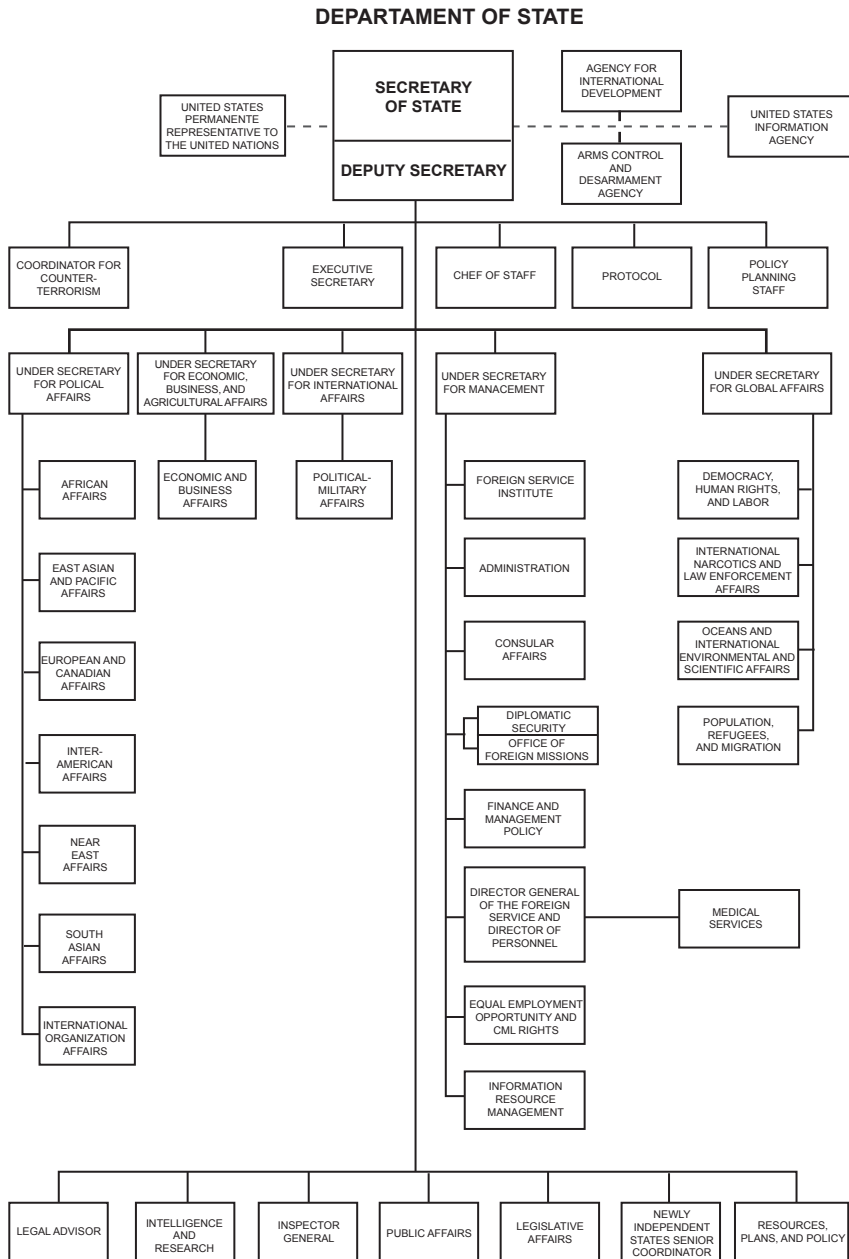 DEPARTAMENT OF STATE
SECRETARY
OF STATE
DEPUTY SECRETARY
UNITED STATES
PERMANENTE
REPRESENTATIVE TO
THE UNITED NATIONS
AGENCY FOR
INTERNATIONAL
DEVELOPMENT
ARMS CONTROL
AND
DESARMAMENT
AGENCY
UNITED STATES
INFORMATION
AGENCY
COORDINATOR FOR
COUNTER-
TERRORISM
EXECUTIVE
SECRETARY
CHEF OF STAFF
PROTOCOL
POLICY
PLANNING
STAFF
UNDER SECRETARY
FOR POLICAL
AFFAIRS
UNDER SECRETARY
FOR ECONOMIC,
BUSINESS, AND
AGRICULTURAL AFFAIRS
UNDER SECRETARY
FOR INTERNATIONAL
AFFAIRS
UNDER SECRETARY
FOR MANACEMENT
UNDER SECRETARY
FOR GLOBAL AFFAIRS
AFRICAN
AFFAIRS
EAST ASIAN
AND PACIFIC
AFFAIRS
EUROPEAN AND
CANADIAN
AFFAIRS
INTER-
AMERICAN
AFFAIRS
NEAR
EAST
AFFAIRS
SOUTH
ASIAN
AFFAIRS
INTERNATIONAL
ORGANIZATION
AFFAIRS
ECONOMIC AND
BUSINESS
AFFAIRS
POLITICAL-
MILITARY
AFFAIRS
FOREIGN SERVICE
INSTITUTE
ADMINISTRATION
CONSULAR
AFFAIRS
DIPLOMATIC
SECURITY
OFFICE OF
FOREIGN MISSIONS
FINANCE AND
MANAGEMENT
POLICY
DIRECTOR GENERAL
OF THE FOREIGN
SERVICE AND
DIRECTOR OF
PERSONNEL
MEDICAL
SERVICES
EQUAL EMPLOYMENT
OPPORTUNITY AND
CML RIGHTS
INFORMATION
RESOURCE
MANAGEMENT
DEMOCRACY,
HUMAN RIGHTS,
AND LABOR
INTERNATIONAL
NARCOTICS AND
LAW ENFORCEMENT
AFFAIRS
OCEANS AND
INTERNATIONAL
ENVIRONMENTAL AND
SCIENTIFIC AFFAIRS
POPULATION,
REFUGEES,
AND MIGRATION
LEGAL ADVISOR
INTELLIGENCE
AND
RESEARCH
INSPECTOR
GENERAL
PUBLIC AFFAIRS
LEGISLATIVE
AFFAIRS
NEWLY
INDEPENDENT
STATES SENIOR
COORDINATOR
RESOURCES,
PLANS, AND POLICY